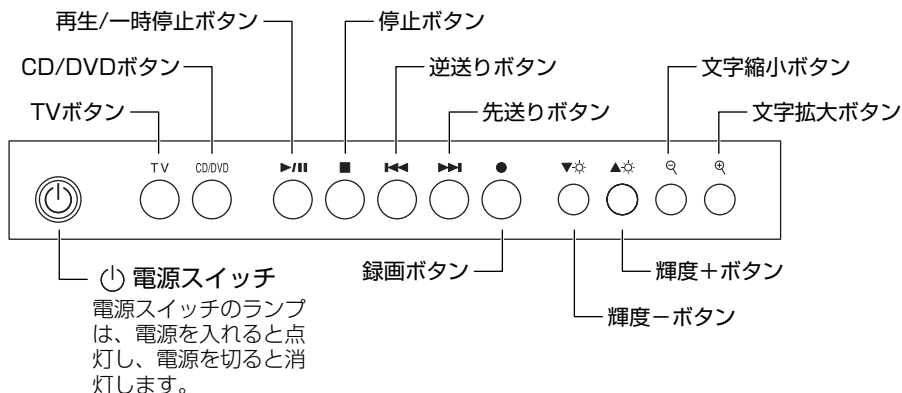 再生/一時停止ボタン
停止ボタン
CD/DVDボタン
逆送りボタン
文字縮小ボタン
TVボタン
先送りボタン
文字拡大ボタン
TV
CD/DVD
電源スイッチ
録画ボタン
輝度+ボタン
輝度-ボタン
電源スイッチのランプ
は、電源を入れると点
灯し、電源を切ると消
灯します。